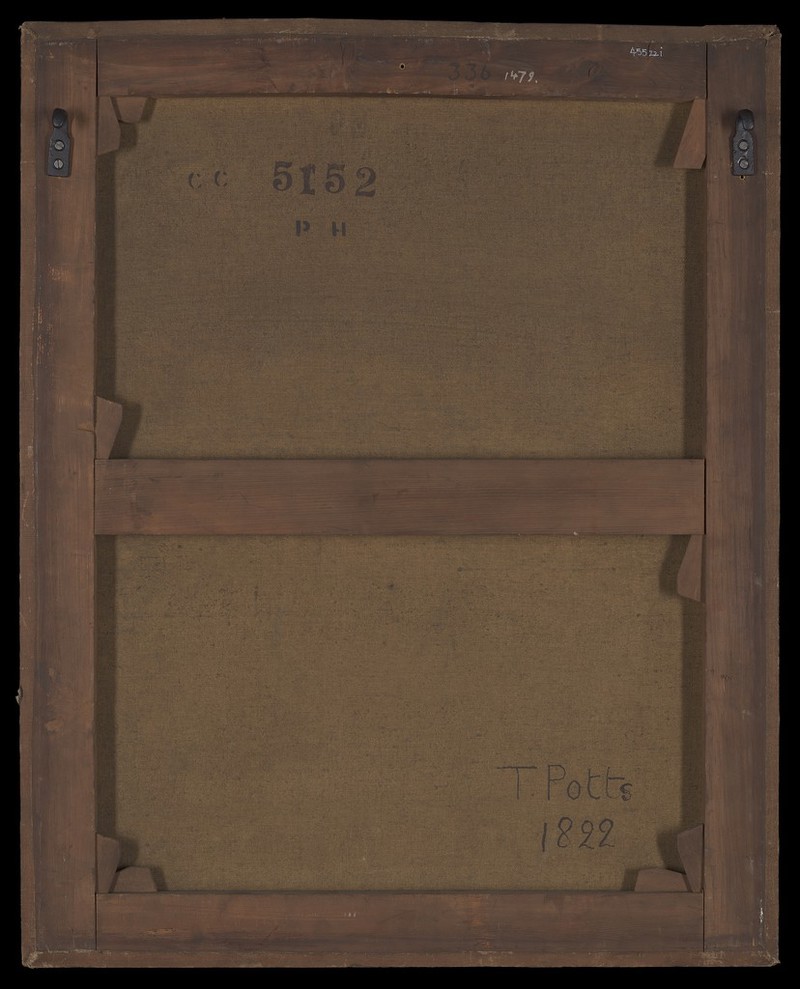 45522i
336 1479.
CC 5152
P H
T. Potts
1822